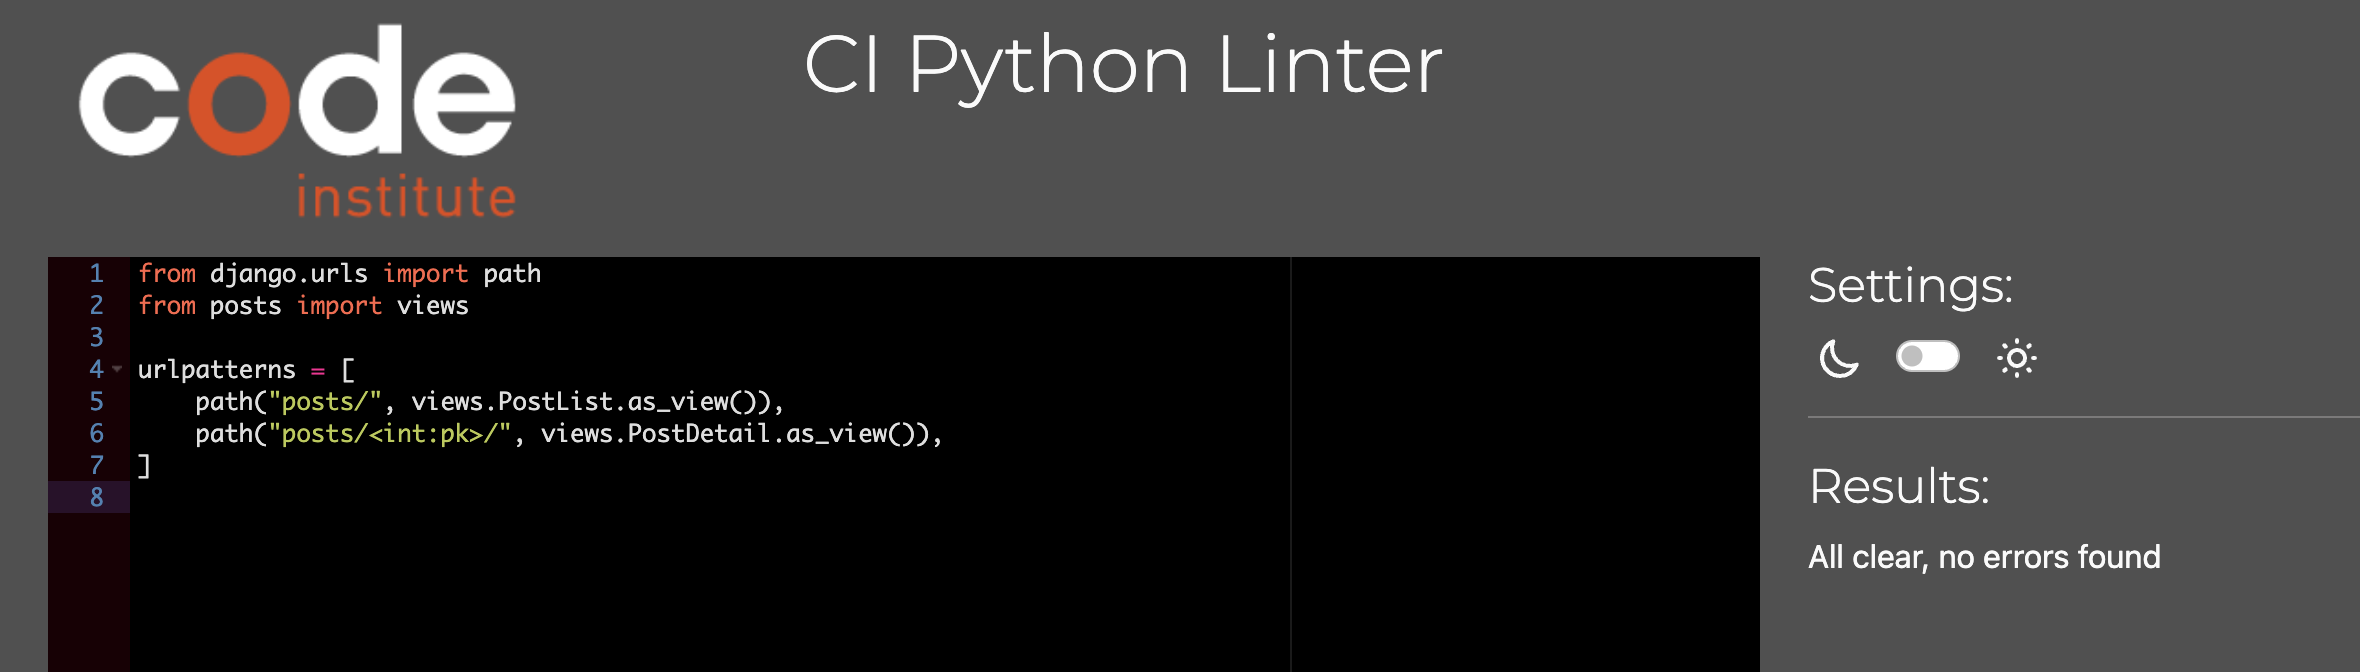 code
institute
CI Python Linter
1 from django.urls import path
2 from posts import views
3
4 urlpatterns = [
5     path("posts/", views.PostList.as_view()),
6     path("posts/<int:pk>/", views.PostDetail.as_view()),
7 ]
8
Settings:
Results:
All clear, no errors found